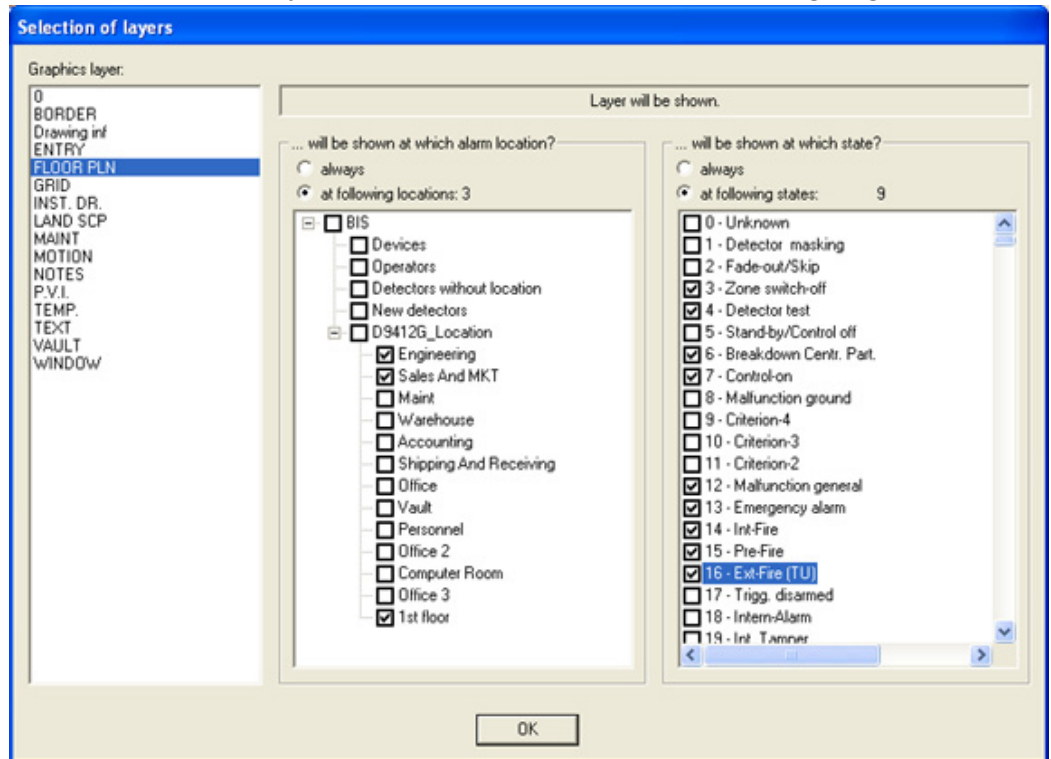 Selection of layers
Graphics layer:
0
BORDER
Drawing inf
ENTRY
FLOOR PLN
GRID
INST. DR.
LAND SCP
MAINT
MOTION
NOTES
P.V.I.
TEMP.
TEXT
VAULT
WINDOW
Layer will be shown.
... will be shown at which alarm location?
always
at following locations: 3
BIS
Devices
Operators
Detectors without location
New detectors
D9412G_Location
Engineering
Sales And MKT
Maint
Warehouse
Accounting
Shipping And Receiving
Office
Vault
Personnel
Office 2
Computer Room
Office 3
1st floor
... will be shown at which state?
always
at following states: 9
0 - Unknown
1 - Detector masking
2 - Fade-out/Skip
3 - Zone switch-off
4 - Detector test
5 - Stand-by/Control off
6 - Breakdown Centr. Part.
7 - Control-on
8 - Malfunction ground
9 - Criterion-4
10 - Criterion-3
11 - Criterion-2
12 - Malfunction general
13 - Emergency alarm
14 - Int-Fire
15 - Pre-Fire
16 - Ext-Fire (TU)
17 - Trigg. disarmed
18 - Intern-Alarm
19 - Int. Tamper
OK